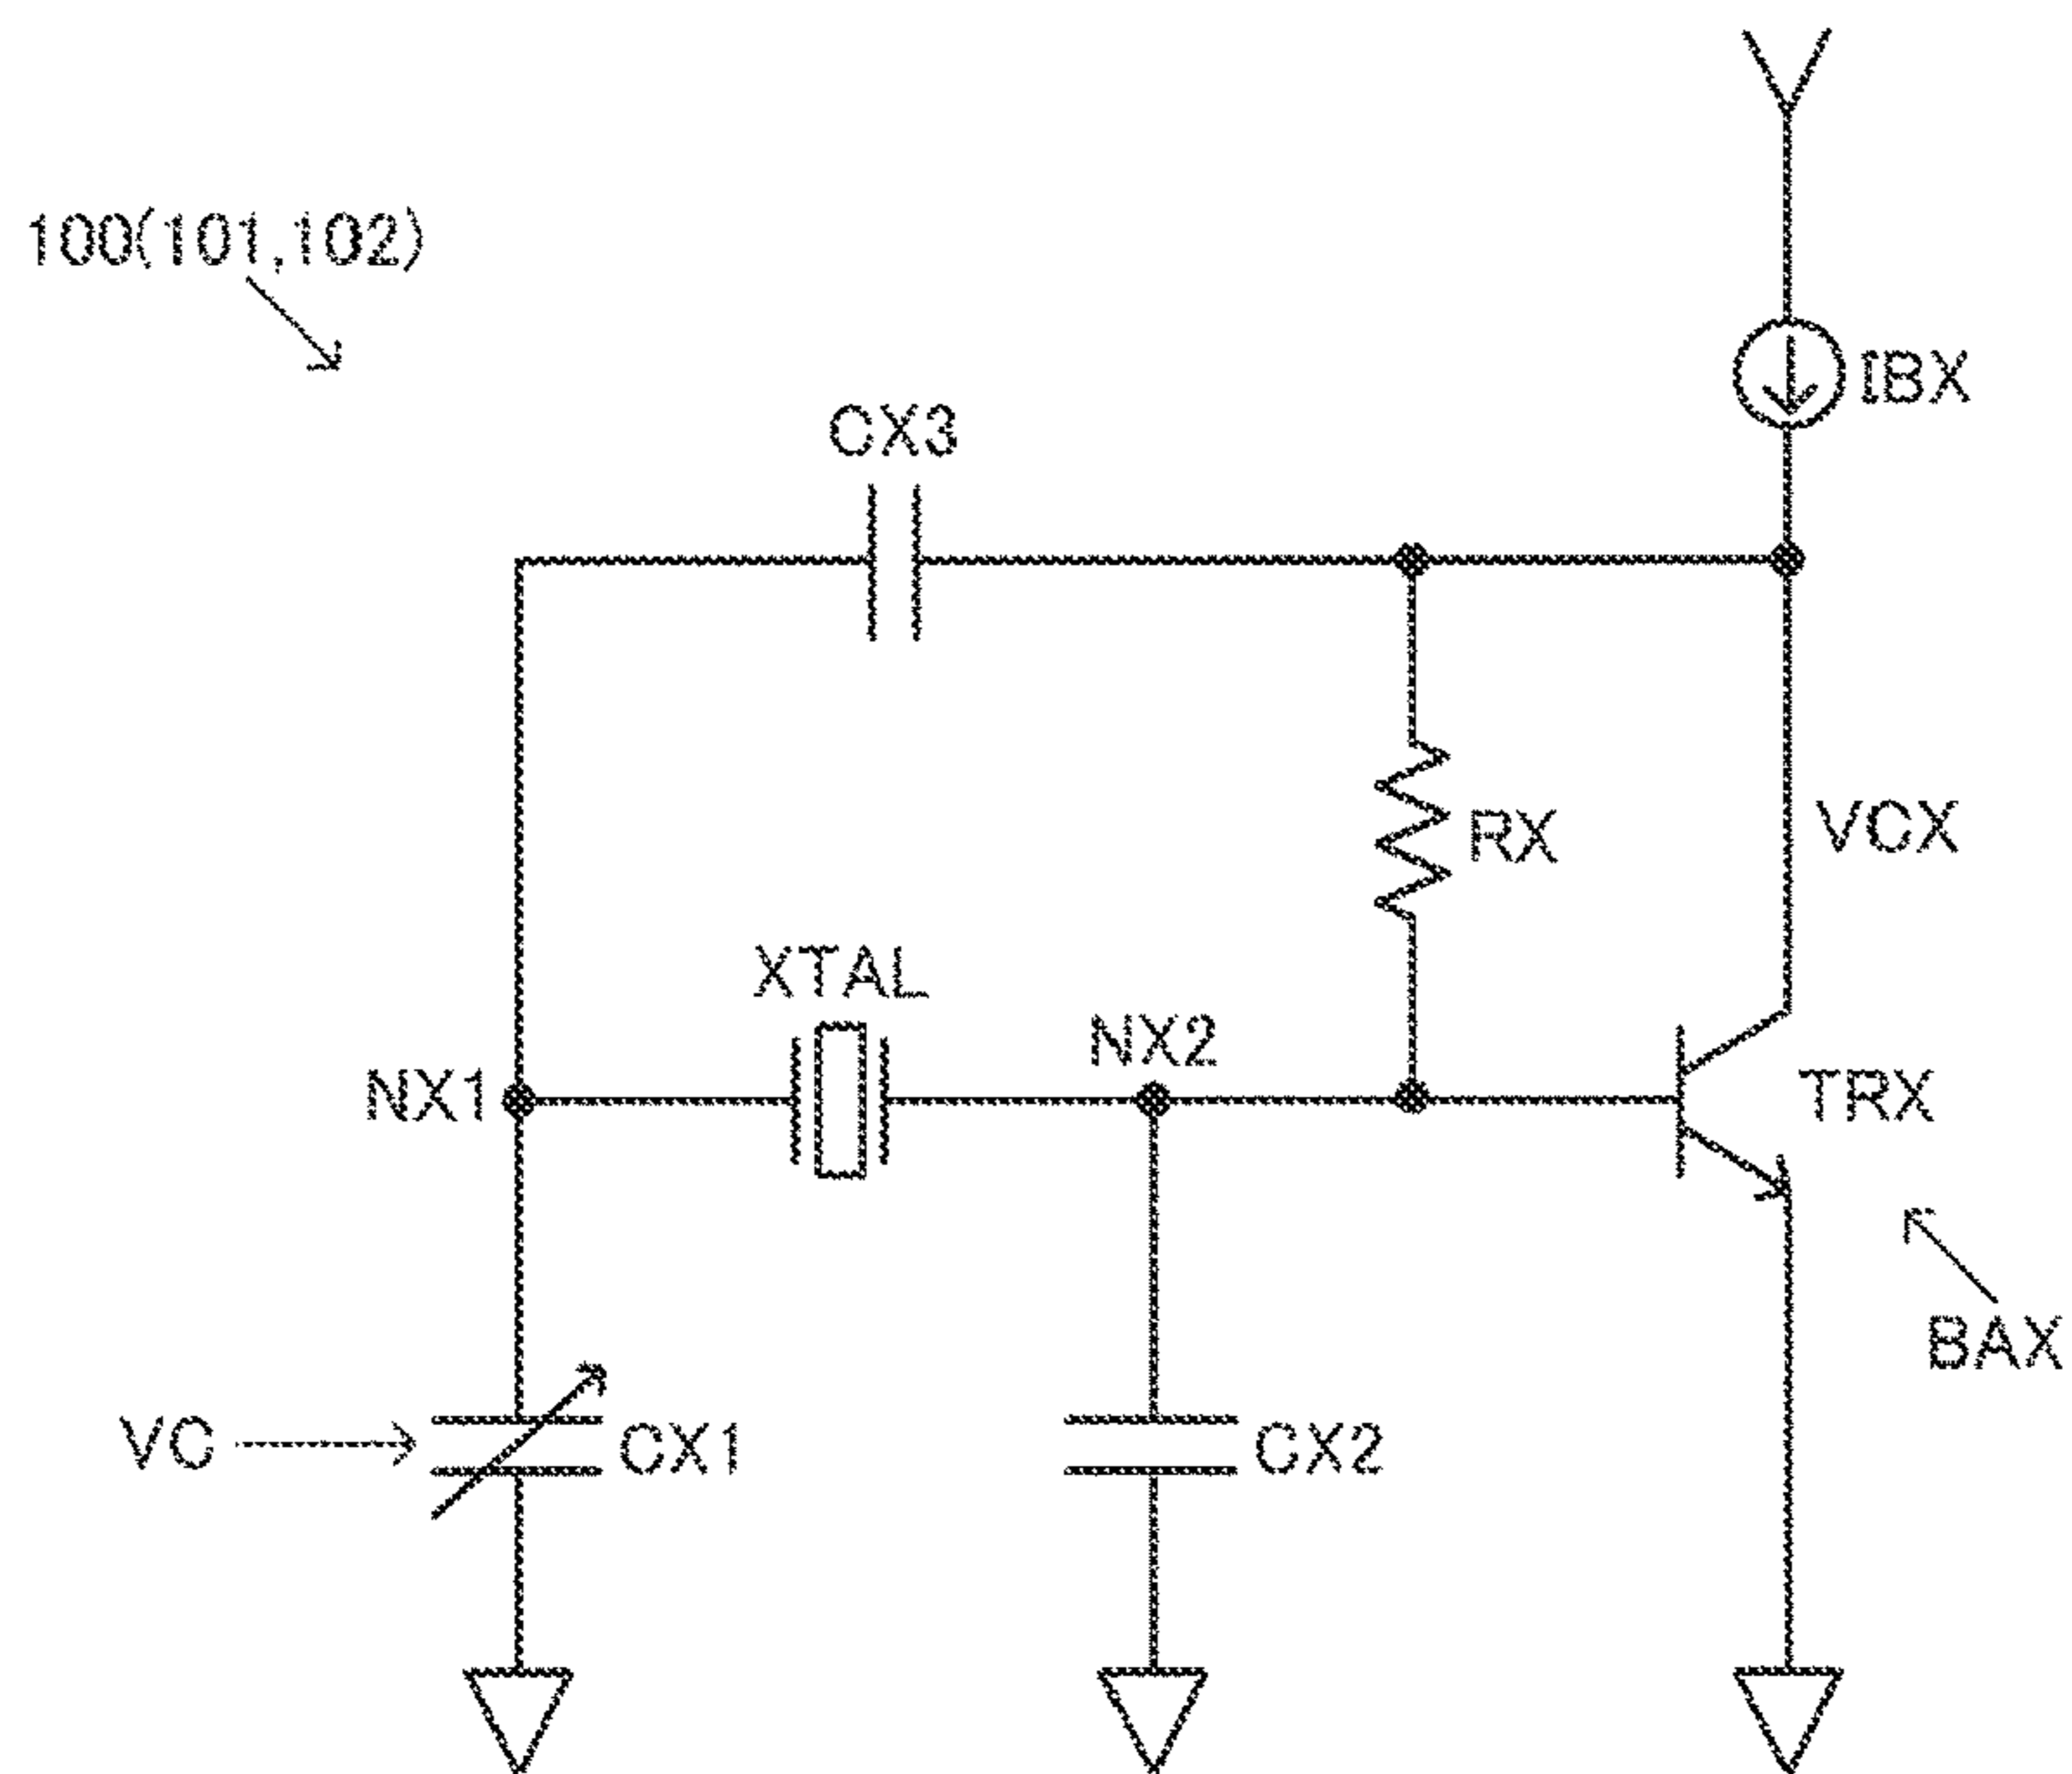 100(101,102)
IBX
CX3
RX
VCX
XTAL
NX2
NX1
TRX
BAX
VC
CX1
CX2